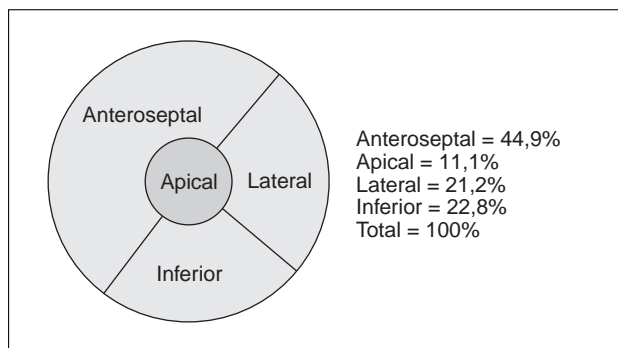 Anteroseptal
Apical
Lateral
Inferior
Anteroseptal = 44,9%
Apical = 11,1%
Lateral = 21,2%
Inferior = 22,8%
Total = 100%